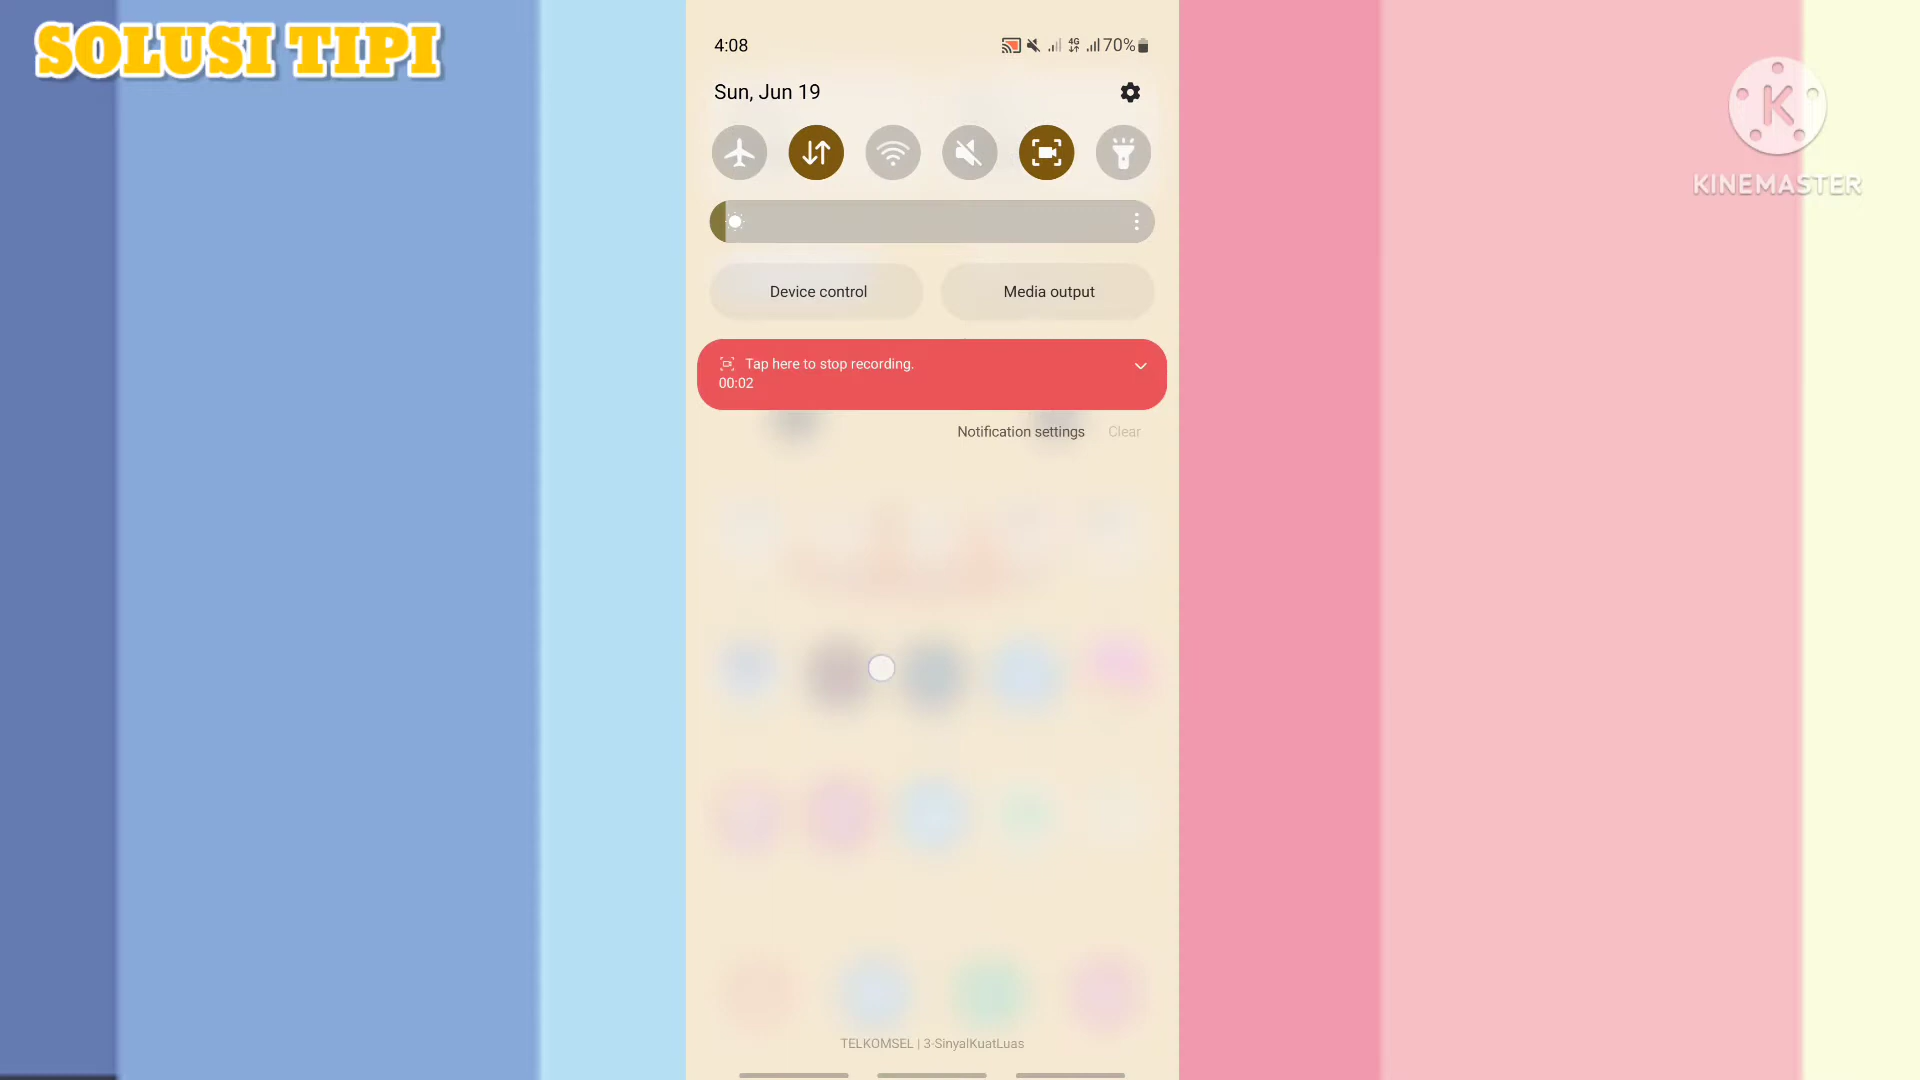 SOLUSI TIPI
4:08
4G
70%
Sun, Jun 19
K
KINEMASTER
Device control
Media output
Tap here to stop recording.
00:02
Notification settings
Clear
TELKOMSEL | 3-SinyalKuatLuas